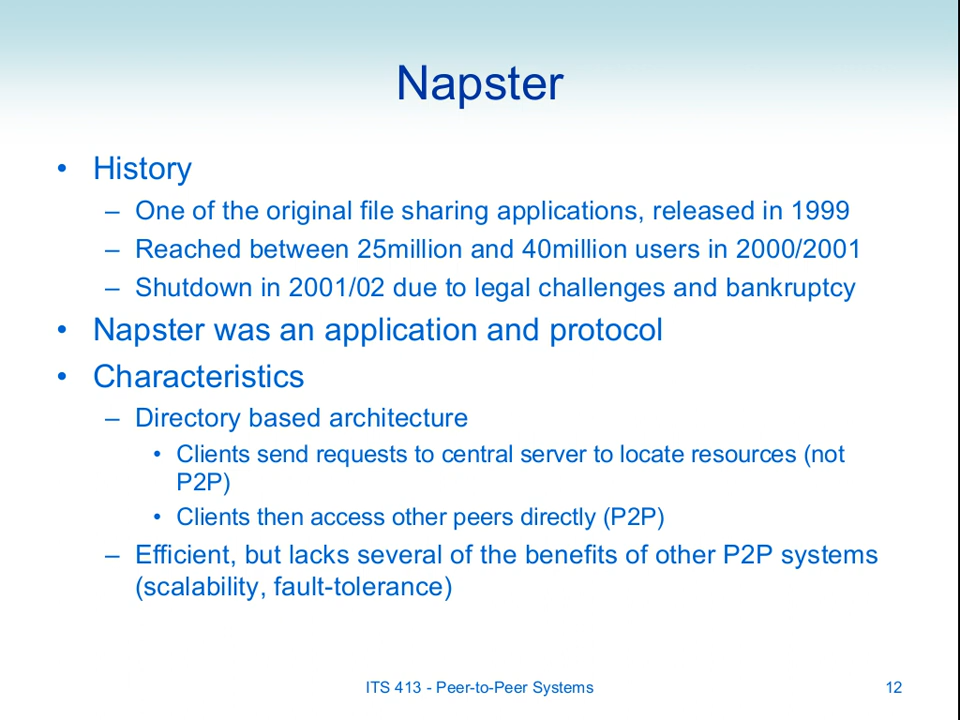 Napster
• History
– One of the original file sharing applications, released in 1999
– Reached between 25million and 40million users in 2000/2001
– Shutdown in 2001/02 due to legal challenges and bankruptcy
• Napster was an application and protocol
• Characteristics
– Directory based architecture
• Clients send requests to central server to locate resources (not
P2P)
• Clients then access other peers directly (P2P)
– Efficient, but lacks several of the benefits of other P2P systems
(scalability, fault-tolerance)
ITS 413 - Peer-to-Peer Systems
12